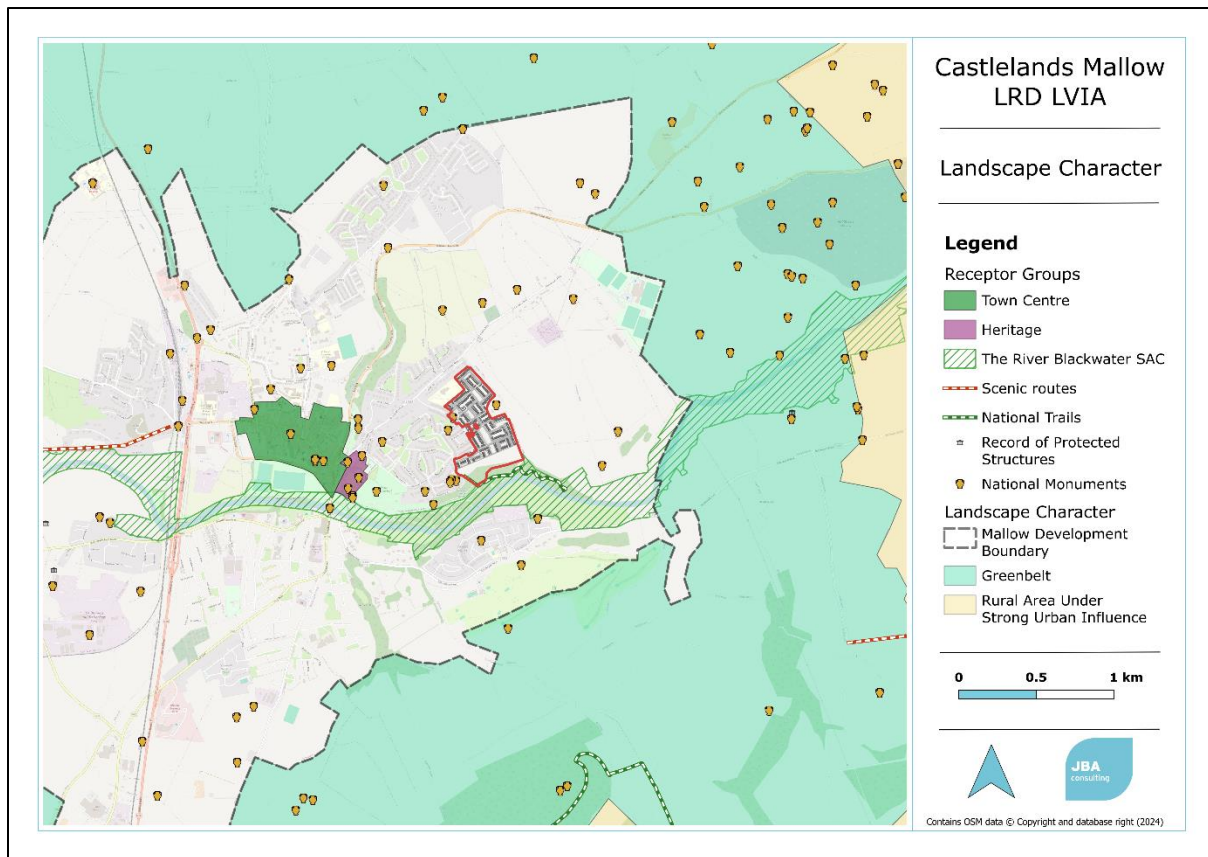 Castlelands Mallow
LRD LVIA
Landscape Character
Legend
Receptor Groups
Town Centre
Heritage
The River Blackwater SAC
Scenic routes
National Trails
Record of Protected
Structures
National Monuments
Landscape Character
Mallow Development
Boundary
Greenbelt
Rural Area Under
Strong Urban Influence
0 0.5 1 km
JBA
consulting
Contains OSM data © Copyright and database right (2024)